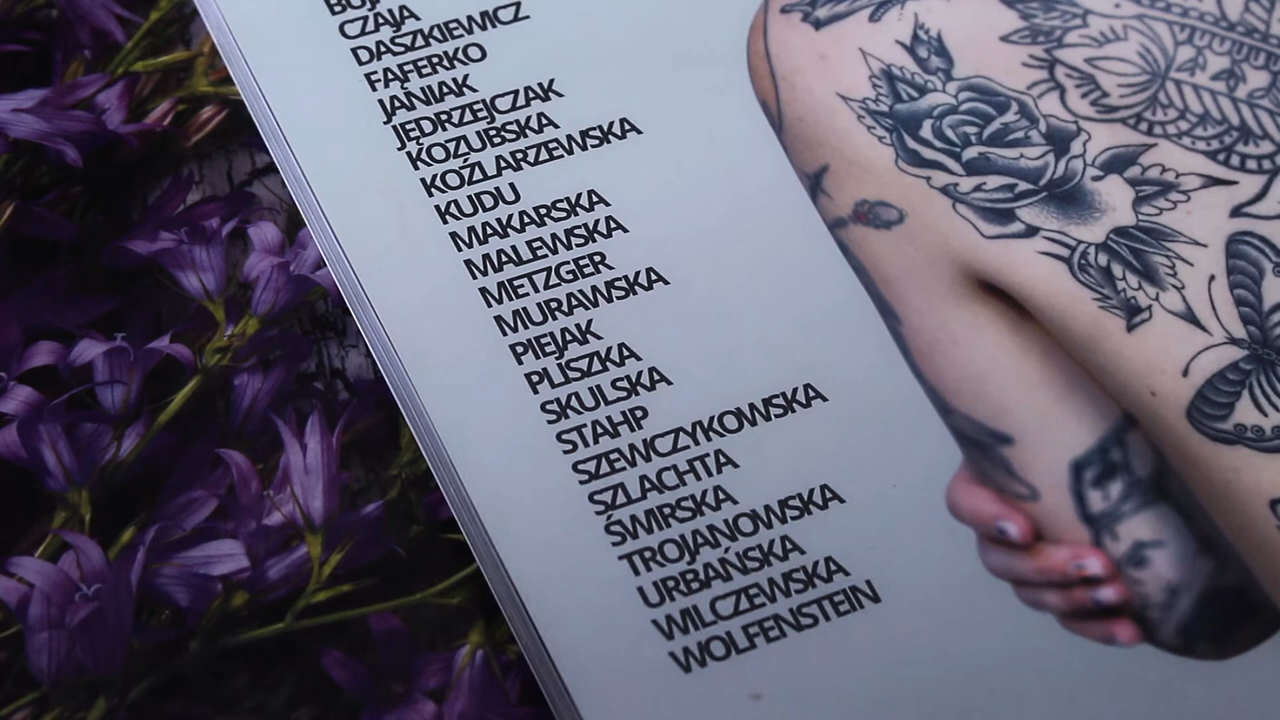 CZAJA
DASZKIEWICZ
FĄFERKO
JANIAK
JĘDRZEJCZAK
KOZUBSKA
KOŹLARZEWSKA
KUDU
MAKARSKA
MALEWSKA
METZGER
MURAWSKA
PIEJAK
PLISZKA
SKULSKA
STAHP
SZEWCZYKOWSKA
SZLACHTA
ŚWIRSKA
TROJANOWSKA
URBAŃSKA
WILCZEWSKA
WOLFENSTEIN